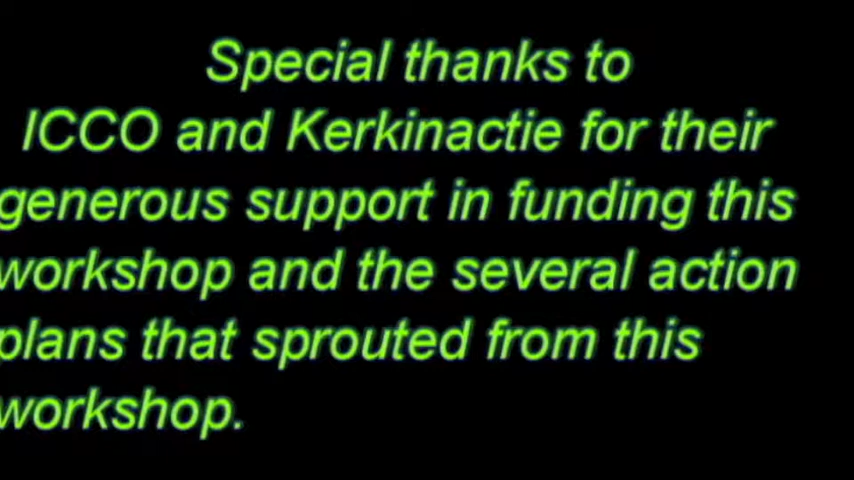 Special thanks to
ICCO and Kerkinactie for their
generous support in funding this
workshop and the several action
plans that sprouted from this
workshop.